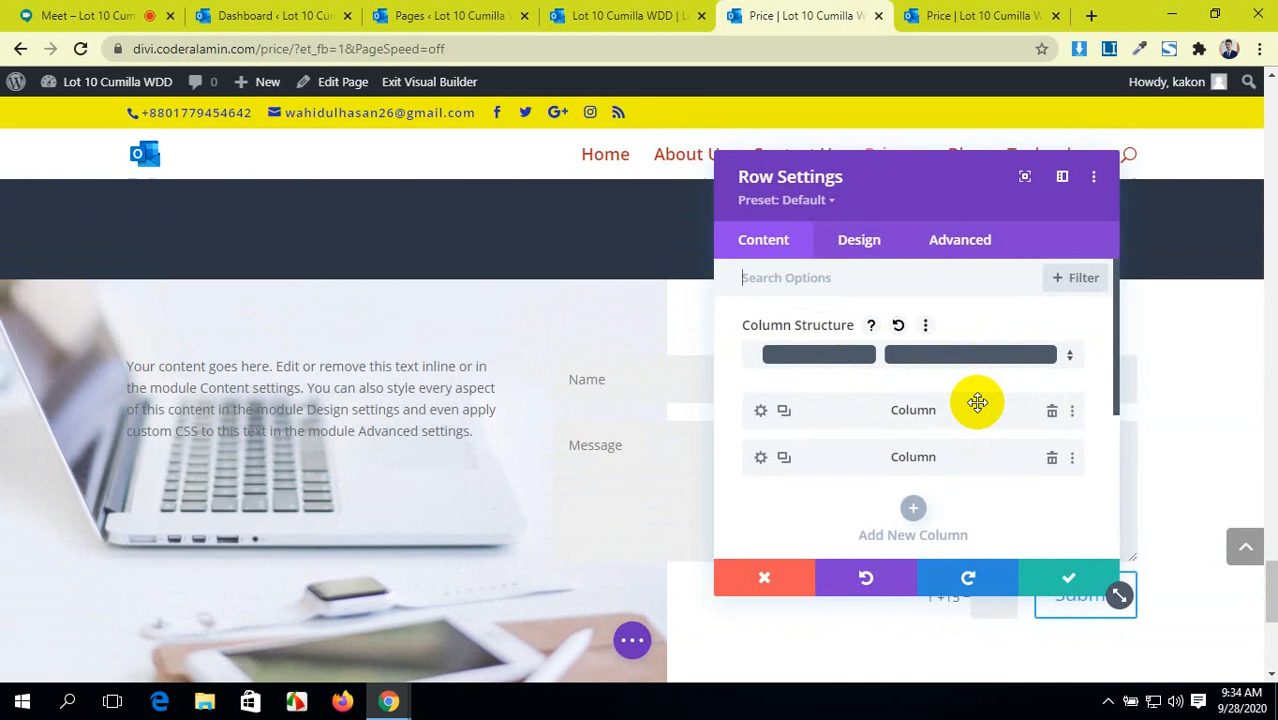 Meet – Lot 10 Cum
Dashboard ‹ Lot 10 Cumi
Pages ‹ Lot 10 Cumilla W
Lot 10 Cumilla WDD | L
Price | Lot 10 Cumilla W
Price | Lot 10 Cumilla W
divi.coderalamin.com/price/?et_fb=1&PageSpeed=off
Lot 10 Cumilla WDD
0
New
Edit Page
Exit Visual Builder
Howdy, kakon
+8801779454642
wahidulhasan26@gmail.com
Home
About U
Row Settings
Preset: Default
Content
Design
Advanced
Search Options
+ Filter
Column Structure
Column
Column
Add New Column
Your content goes here. Edit or remove this text inline or in
the module Content settings. You can also style every aspect
of this content in the module Design settings and even apply
custom CSS to this text in the module Advanced settings.
Name
Message
9:34 AM
9/28/2020